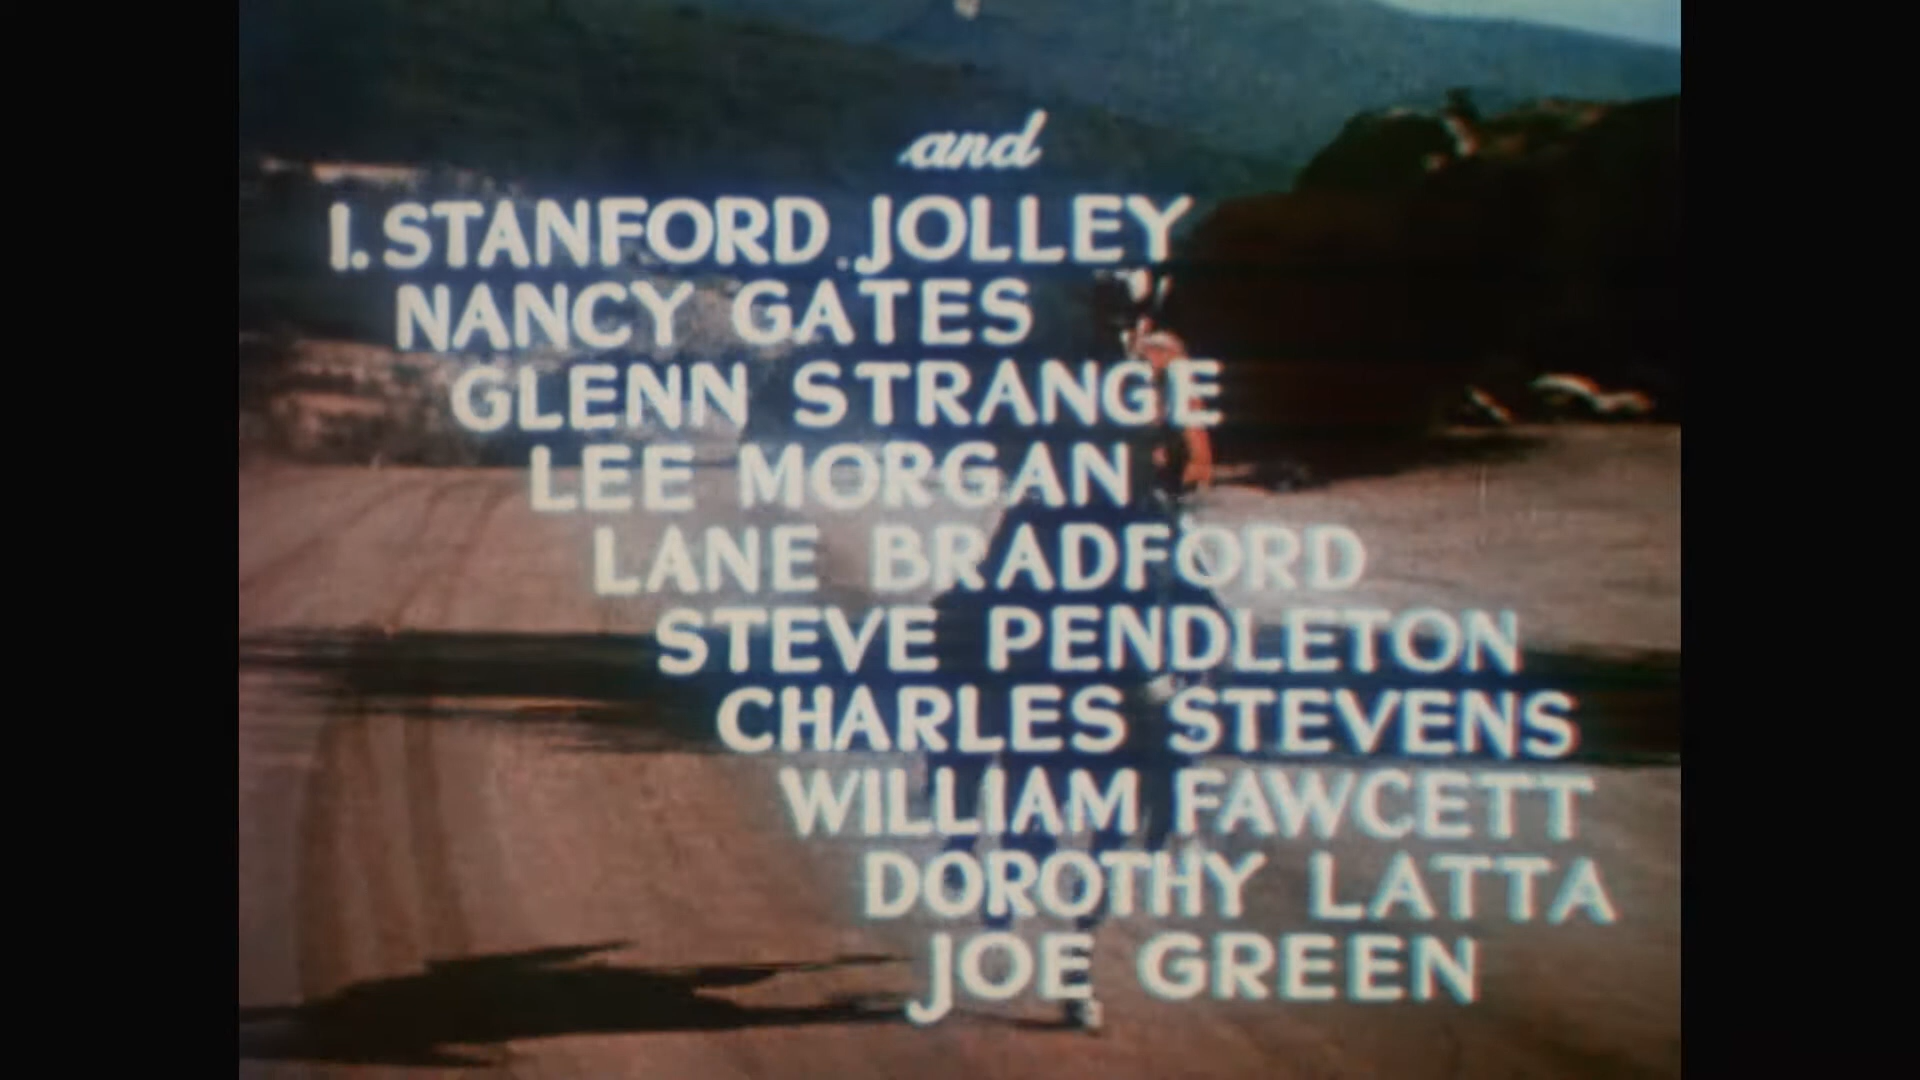 and
I. STANFORD JOLLEY
NANCY GATES
GLENN STRANGE
LEE MORGAN
LANE BRADFORD
STEVE PENDLETON
CHARLES STEVENS
WILLIAM FAWCETT
DOROTHY LATTA
JOE GREEN